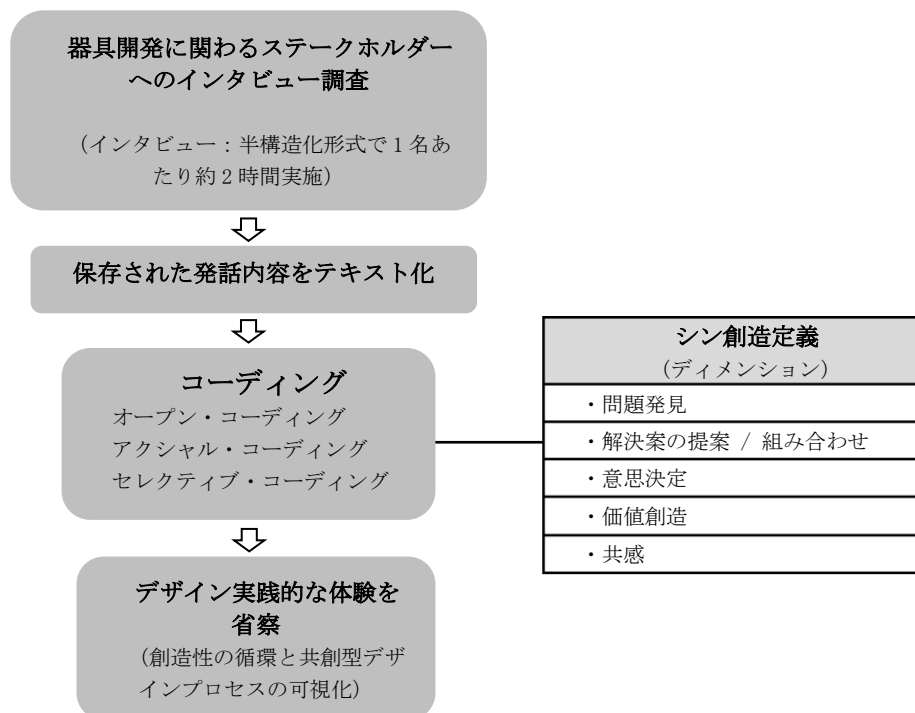 器具開発に関わるステークホルダー
へのインタビュー調査
（インタビュー：半構造化形式で１名あ
たり約２時間実施）
保存された発話内容をテキスト化
コーディング
オープン・コーディング
アクシャル・コーディング
セレクティブ・コーディング
シン創造定義
（ディメンション）
・問題発見
・解決案の提案 / 組み合わせ
・意思決定
・価値創造
・共感
デザイン実践的な体験を
省察
（創造性の循環と共創型デザ
インプロセスの可視化）